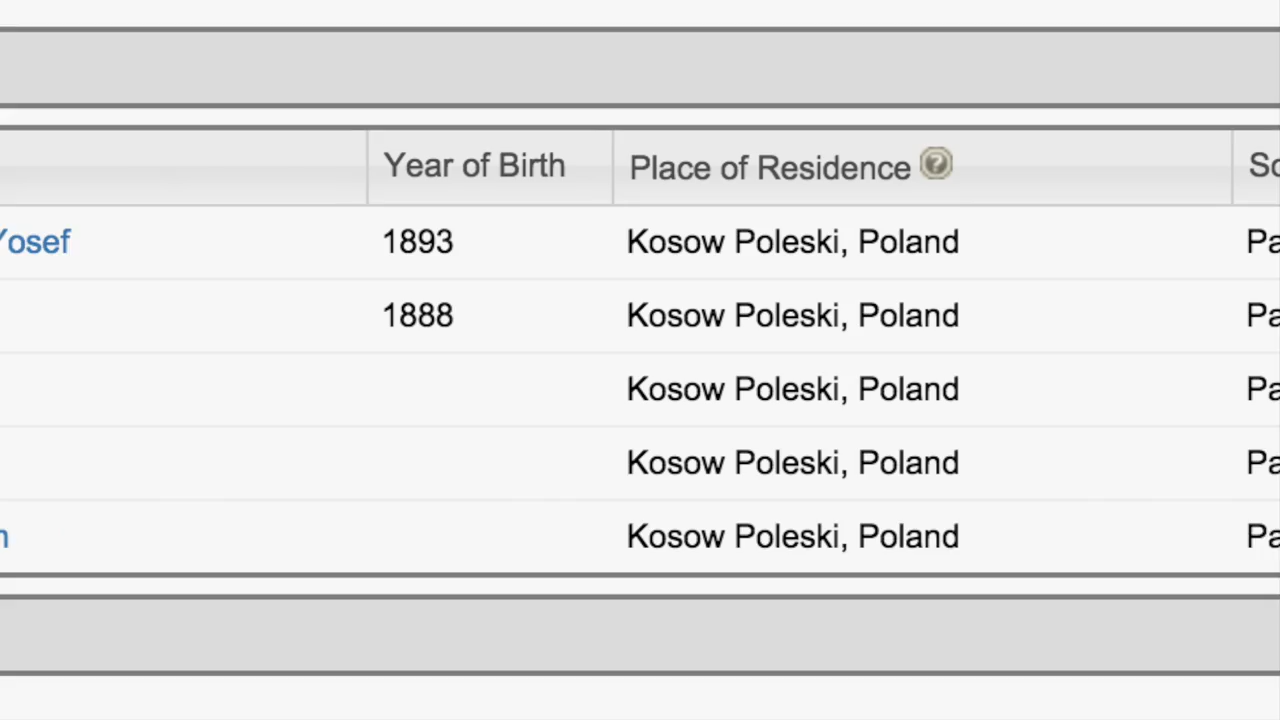 Year of Birth Place of Residence
Yosef 1893 Kosow Poleski, Poland
1888 Kosow Poleski, Poland
Kosow Poleski, Poland
Kosow Poleski, Poland
Kosow Poleski, Poland